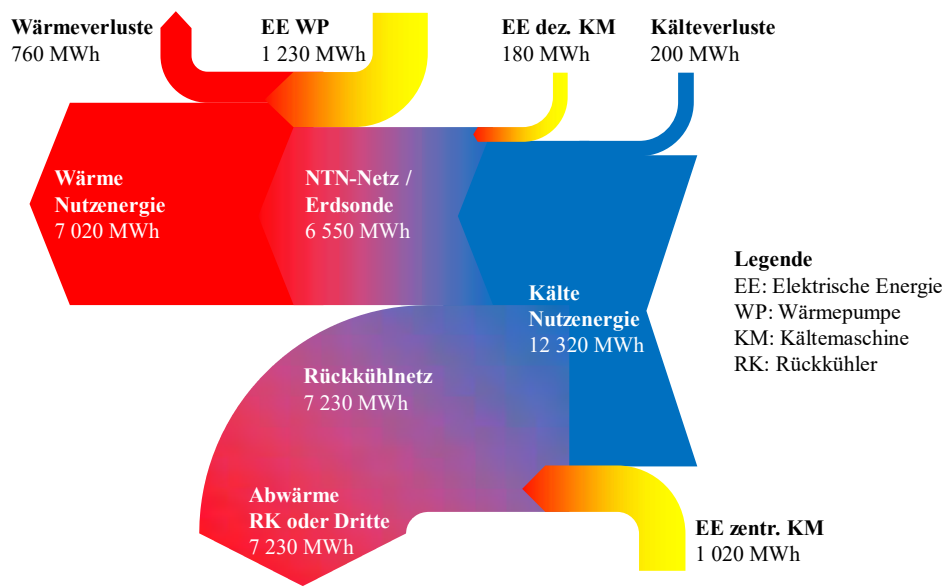 Wärmeverluste
760 MWh
EE WP
1 230 MWh
EE dez. KM
180 MWh
Kälteverluste
200 MWh
Wärme
Nutzenergie
7 020 MWh
NTN-Netz /
Erdsonde
6 550 MWh
Kälte
Nutzenergie
12 320 MWh
Legende
EE: Elektrische Energie
WP: Wärmepumpe
KM: Kältemaschine
RK: Rückkühler
Rückkühlnetz
7 230 MWh
Abwärme
RK oder Dritte
7 230 MWh
EE zentr. KM
1 020 MWh